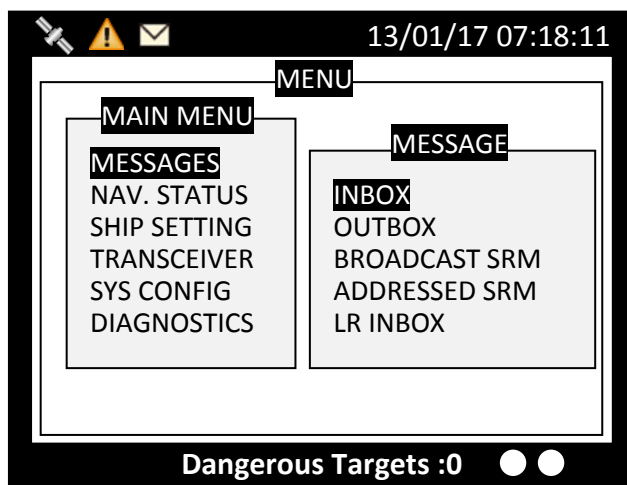 13/01/17 07:18:11
MENU
MAIN MENU
MESSAGES
NAV. STATUS
SHIP SETTING
TRANSCEIVER
SYS CONFIG
DIAGNOSTICS
MESSAGE
INBOX
OUTBOX
BROADCAST SRM
ADDRESSED SRM
LR INBOX
Dangerous Targets :0